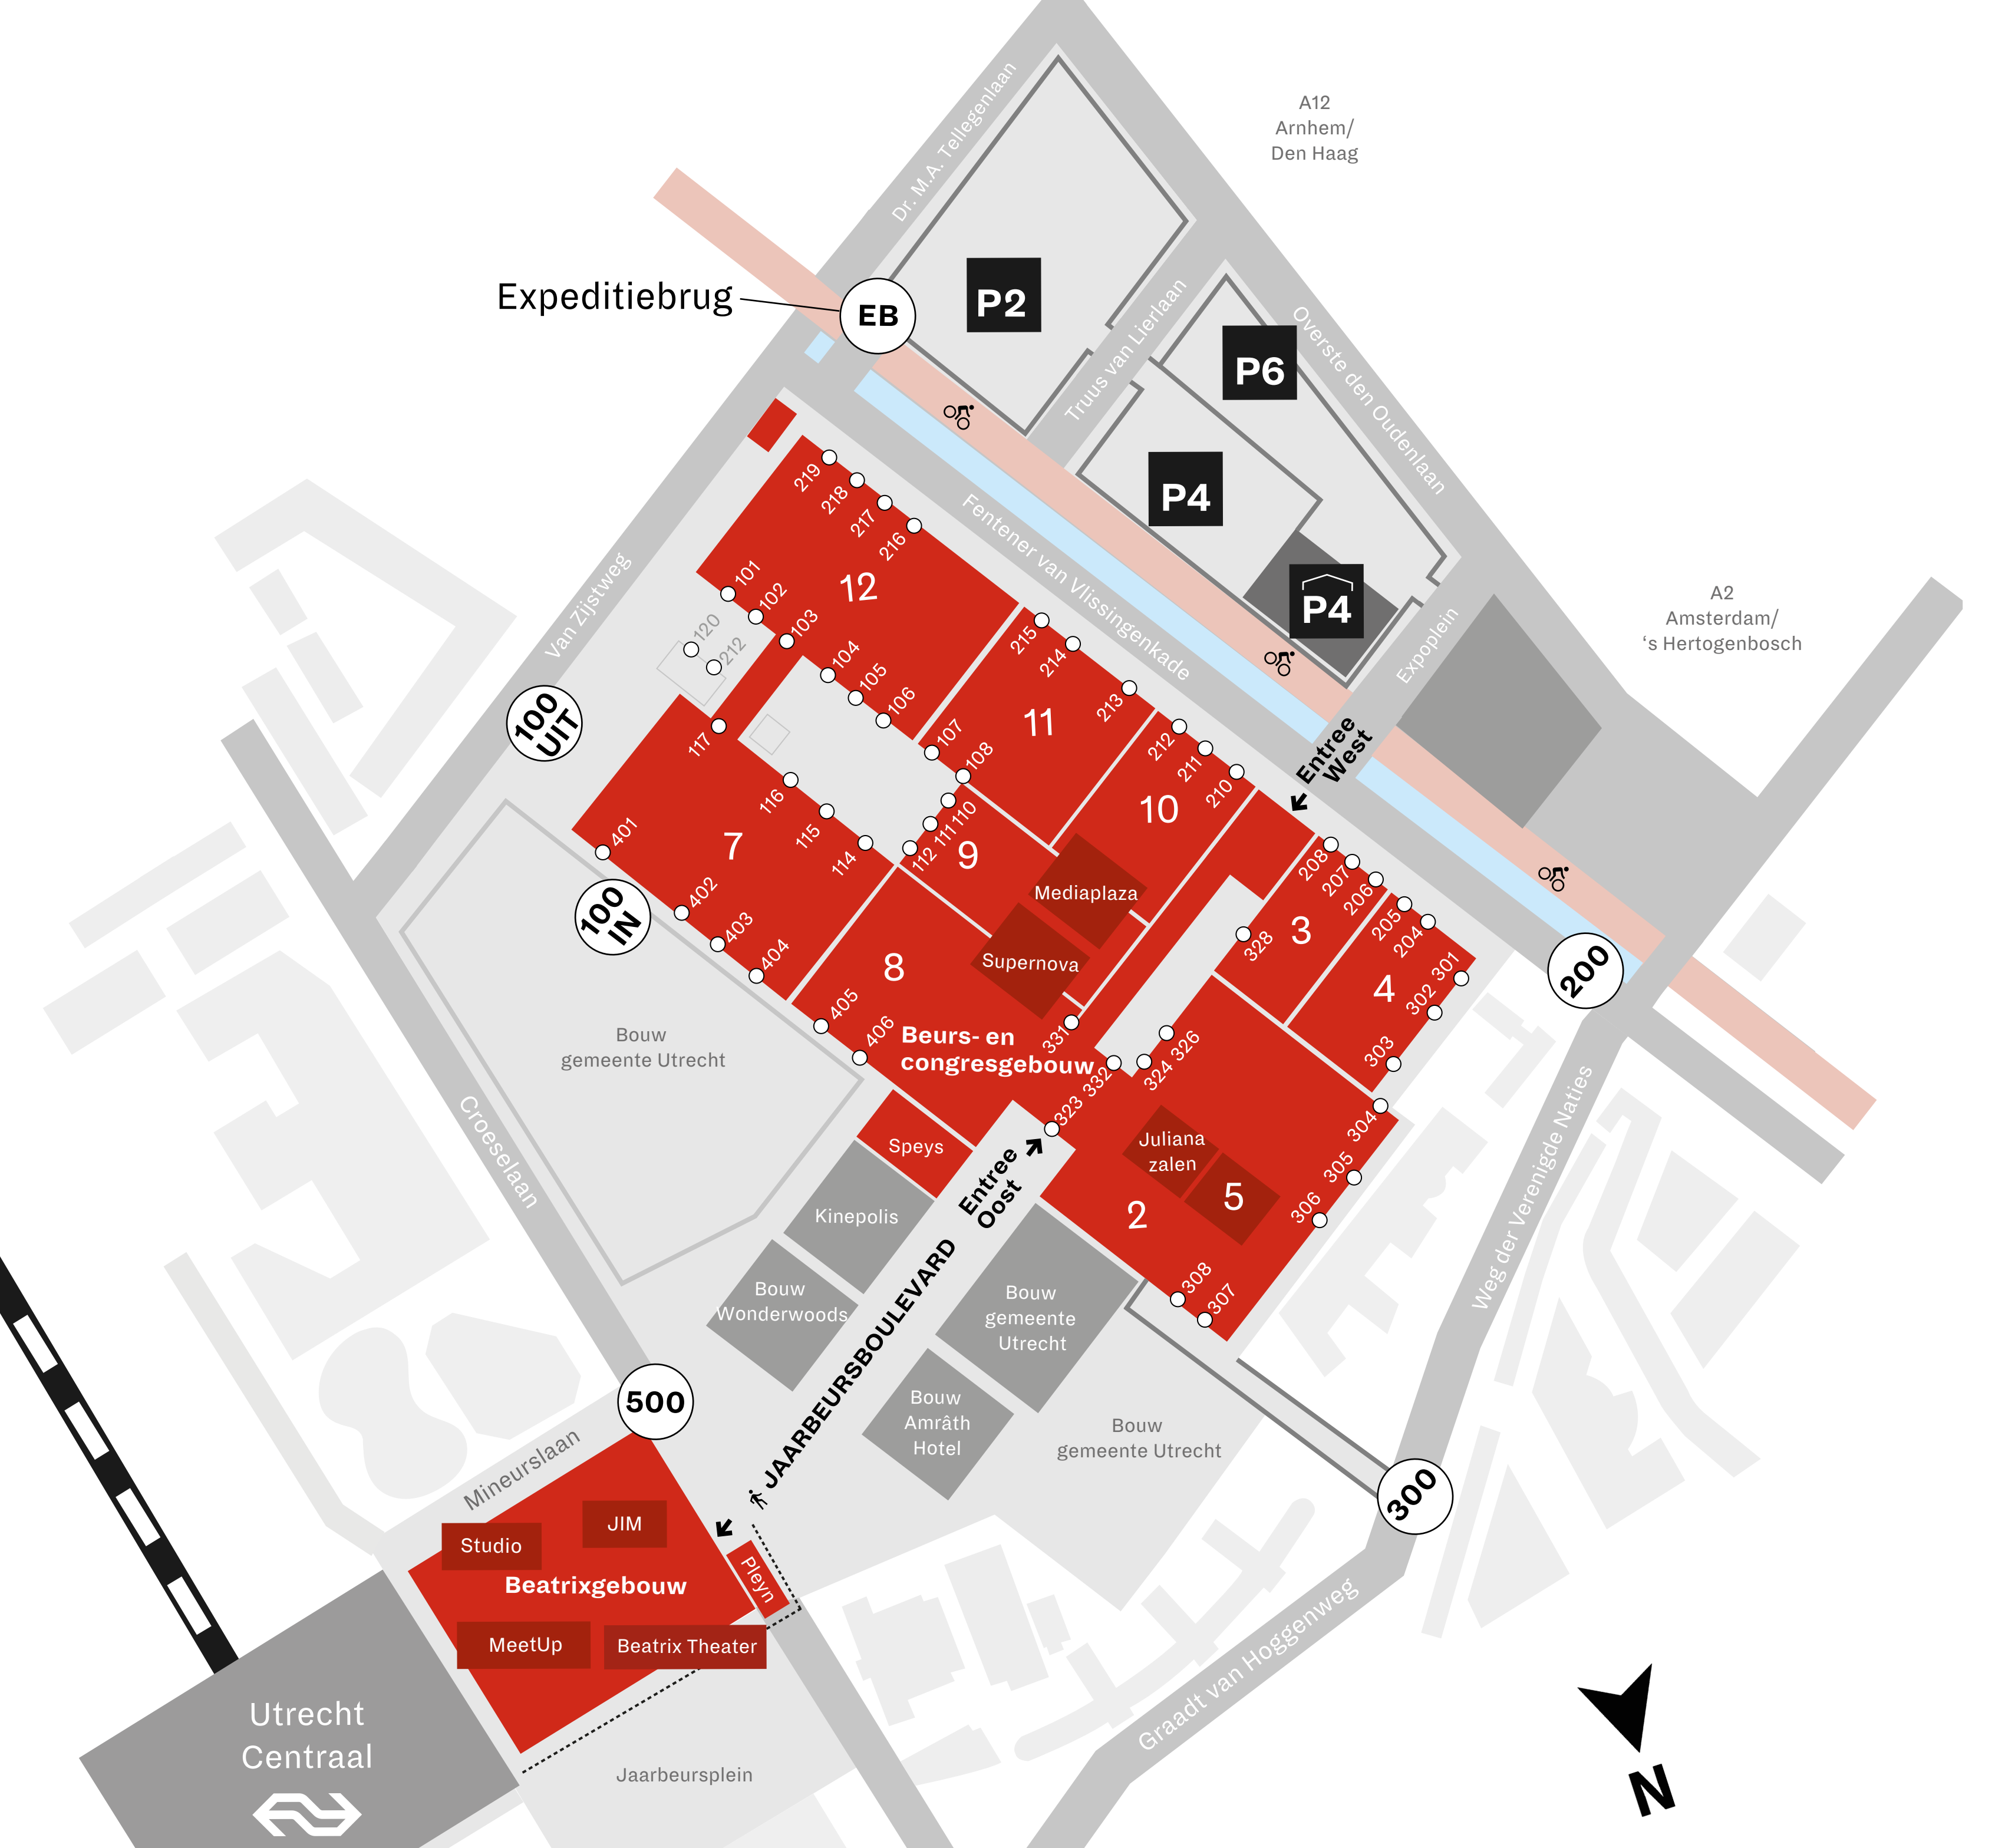 Dr. M.A. Tellegenlaan
A12
Arnhem/
Den Haag
Expeditiebrug
EB
P2
Truus van Lierlaan
P6
Overste den Oudenlaan
P4
P4
Expoplein
A2
Amsterdam/
‘s Hertogenbosch
Van Zijstweg
Fentener van Vlissingenkade
219
218
217
216
12
101
102
103
120
212
104
105
106
215
214
213
11
107
108
110
111
112
9
212
211
210
10
Entree
West
100
UIT
117
116
115
114
7
401
402
403
404
100
IN
Mediaplaza
Supernova
8
405
406
Beurs- en
congresgebouw
331
332
323
324
326
328
208
207
206
3
205
204
4
301
302
303
200
304
305
306
Juliana
zalen
5
2
308
307
Bouw
gemeente Utrecht
Croeselaan
Speys
Entree
Oost
Kinepolis
Bouw
Wonderwoods
JAARBEURSBOULEVARD
Bouw
gemeente
Utrecht
Bouw
Amrâth
Hotel
Bouw
gemeente Utrecht
Weg der Verenigde Naties
300
500
Mineurslaan
JIM
Studio
Beatrixgebouw
Pleyn
MeetUp
Beatrix Theater
Utrecht
Centraal
Jaarbeursplein
Graadt van Hoggenweg
N